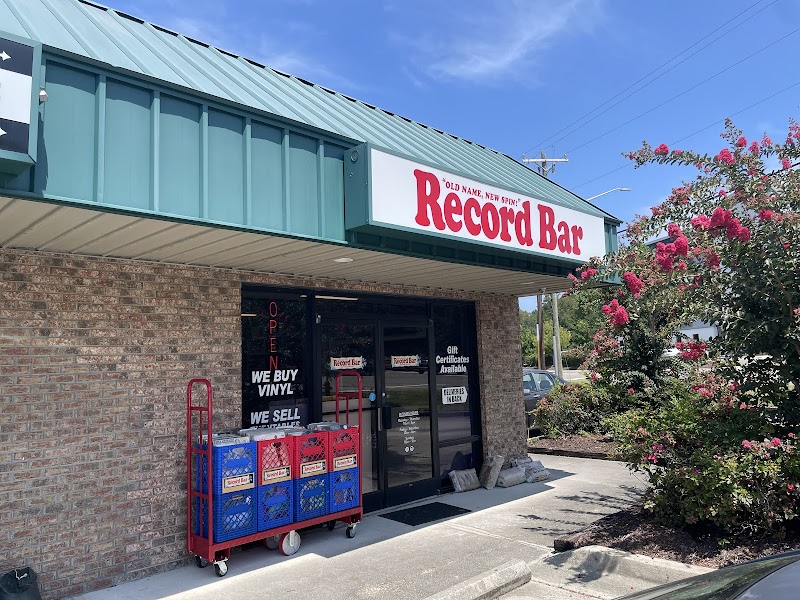 "OLD NAME, NEW SPIN!"
Record Bar
OPEN
WE BUY
VINYL
WE SELL
Record Bar
Record Bar
Gift
Certificates
Available
DELIVERIES
IN BACK
Record Bar
Record Bar
Record Bar
Record Bar